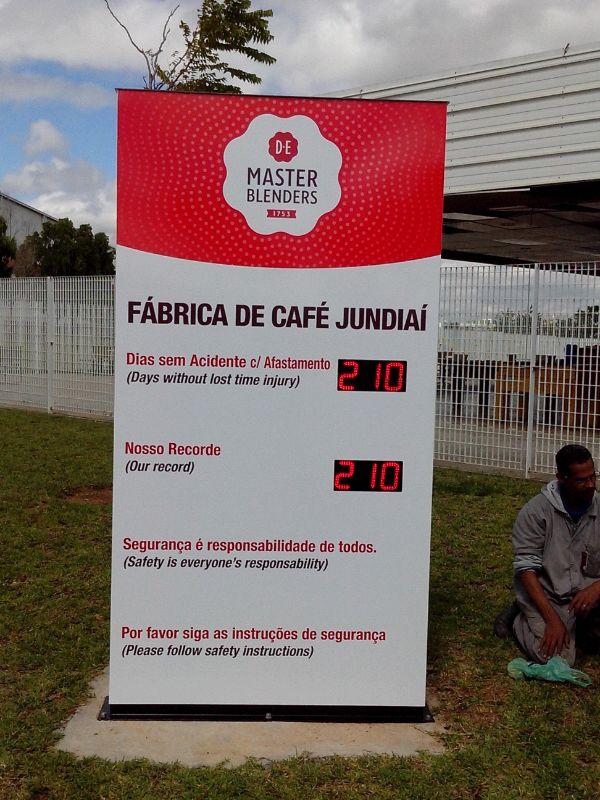 D·E
MASTER
BLENDERS
1753
FÁBRICA DE CAFÉ JUNDIAÍ
Dias sem Acidente c/ Afastamento 210
(Days without lost time injury)
Nosso Recorde 210
(Our record)
Segurança é responsabilidade de todos.
(Safety is everyone's responsability)
Por favor siga as instruções de segurança
(Please follow safety instructions)